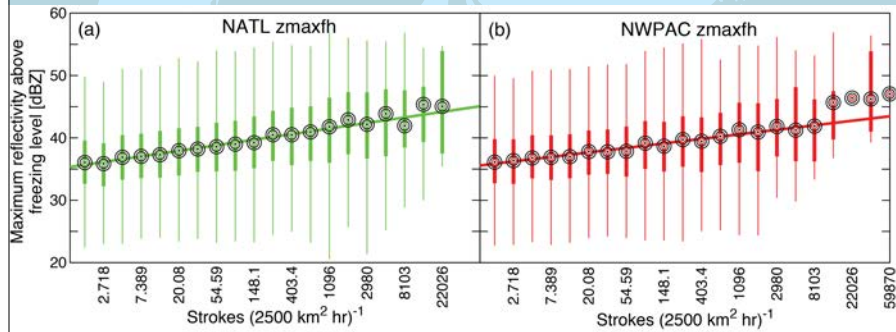 (a) NATL zmaxfh
(b) NWPAC zmaxfh
Maximum reflectivity above
freezing level [dBZ]
60
50
40
30
20
2.718 7.389 20.08 54.59 148.1 403.4 1096 2980 8103 22026
2.718 7.389 20.08 54.59 148.1 403.4 1096 2980 8103 22026 59870
Strokes (2500 km² hr)⁻¹
Strokes (2500 km² hr)⁻¹